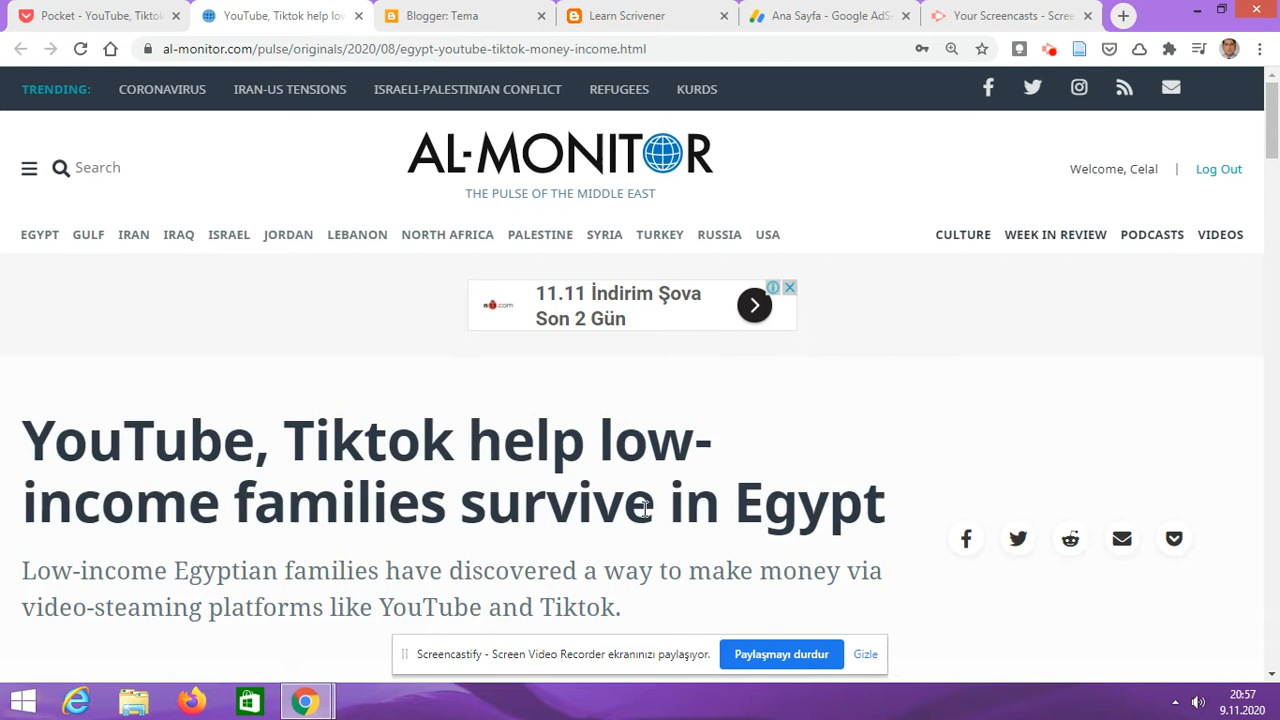 Pocket - YouTube, Tiktok
YouTube, Tiktok help low
Blogger: Tema
Learn Scrivener
Ana Sayfa - Google AdSe
Your Screencasts - Scree
al-monitor.com/pulse/originals/2020/08/egypt-youtube-tiktok-money-income.html
TRENDING: CORONAVIRUS IRAN-US TENSIONS ISRAELI-PALESTINIAN CONFLICT REFUGEES KURDS
Search
AL-MONITOR
THE PULSE OF THE MIDDLE EAST
Welcome, Celal | Log Out
EGYPT GULF IRAN IRAQ ISRAEL JORDAN LEBANON NORTH AFRICA PALESTINE SYRIA TURKEY RUSSIA USA CULTURE WEEK IN REVIEW PODCASTS VIDEOS
11.11 İndirim Şova
Son 2 Gün
YouTube, Tiktok help low-
income families survive in Egypt
Low-income Egyptian families have discovered a way to make money via
video-steaming platforms like YouTube and Tiktok.
Screencastify - Screen Video Recorder ekranınızı paylaşıyor. Paylaşmayı durdur Gizle
20:57
9.11.2020